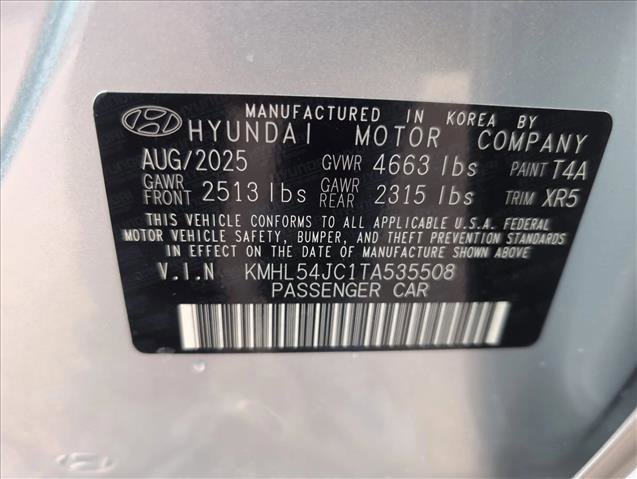 MANUFACTURED IN KOREA BY
HYUNDAI MOTOR COMPANY
AUG/2025 GVWR 4663 lbs PAINT T4A
GAWR FRONT 2513 lbs GAWR REAR 2315 lbs TRIM XR5
THIS VEHICLE CONFORMS TO ALL APPLICABLE U.S.A. FEDERAL
MOTOR VEHICLE SAFETY, BUMPER, AND THEFT PREVENTION STANDARDS
IN EFFECT ON THE DATE OF MANUFACTURE SHOWN ABOVE
V.I.N KMHL54JC1TA535508
PASSENGER CAR